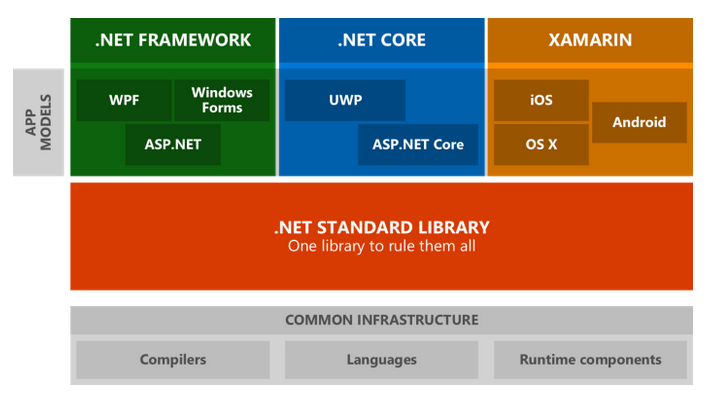 .NET FRAMEWORK
.NET CORE
XAMARIN
APP
MODELS
WPF
Windows
Forms
ASP.NET
UWP
ASP.NET Core
iOS
Android
OS X
.NET STANDARD LIBRARY
One library to rule them all
COMMON INFRASTRUCTURE
Compilers
Languages
Runtime components